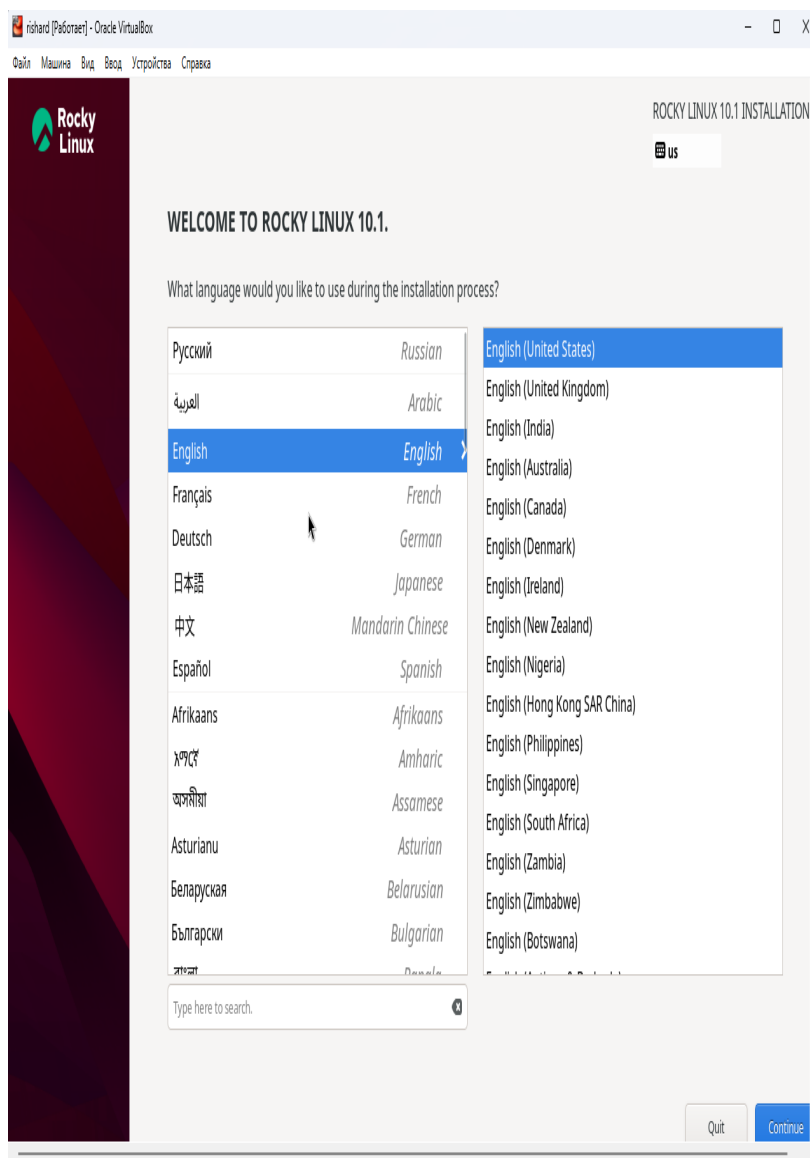 rishard [Работает] - Oracle VirtualBox
Файл Машина Вид Ввод Устройства Справка
Rocky
Linux
ROCKY LINUX 10.1 INSTALLATION
us
WELCOME TO ROCKY LINUX 10.1.
What language would you like to use during the installation process?
Русский Russian
العربية Arabic
English English
Français French
Deutsch German
日本語 Japanese
中文 Mandarin Chinese
Español Spanish
Afrikaans Afrikaans
አማርኛ Amharic
অসমীয়া Assamese
Asturianu Asturian
Беларуская Belarusian
Български Bulgarian
English (United States)
English (United Kingdom)
English (India)
English (Australia)
English (Canada)
English (Denmark)
English (Ireland)
English (New Zealand)
English (Nigeria)
English (Hong Kong SAR China)
English (Philippines)
English (Singapore)
English (South Africa)
English (Zambia)
English (Zimbabwe)
English (Botswana)
Type here to search.
Quit Continue